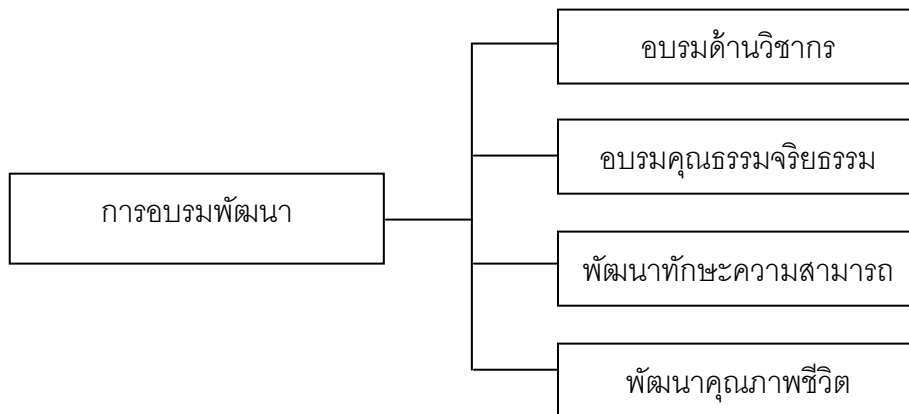 อบรมด้านวิชากร
อบรมคุณธรรมจริยธรรม
การอบรมพัฒนา
พัฒนาทักษะความสามารถ
พัฒนาคุณภาพชีวิต